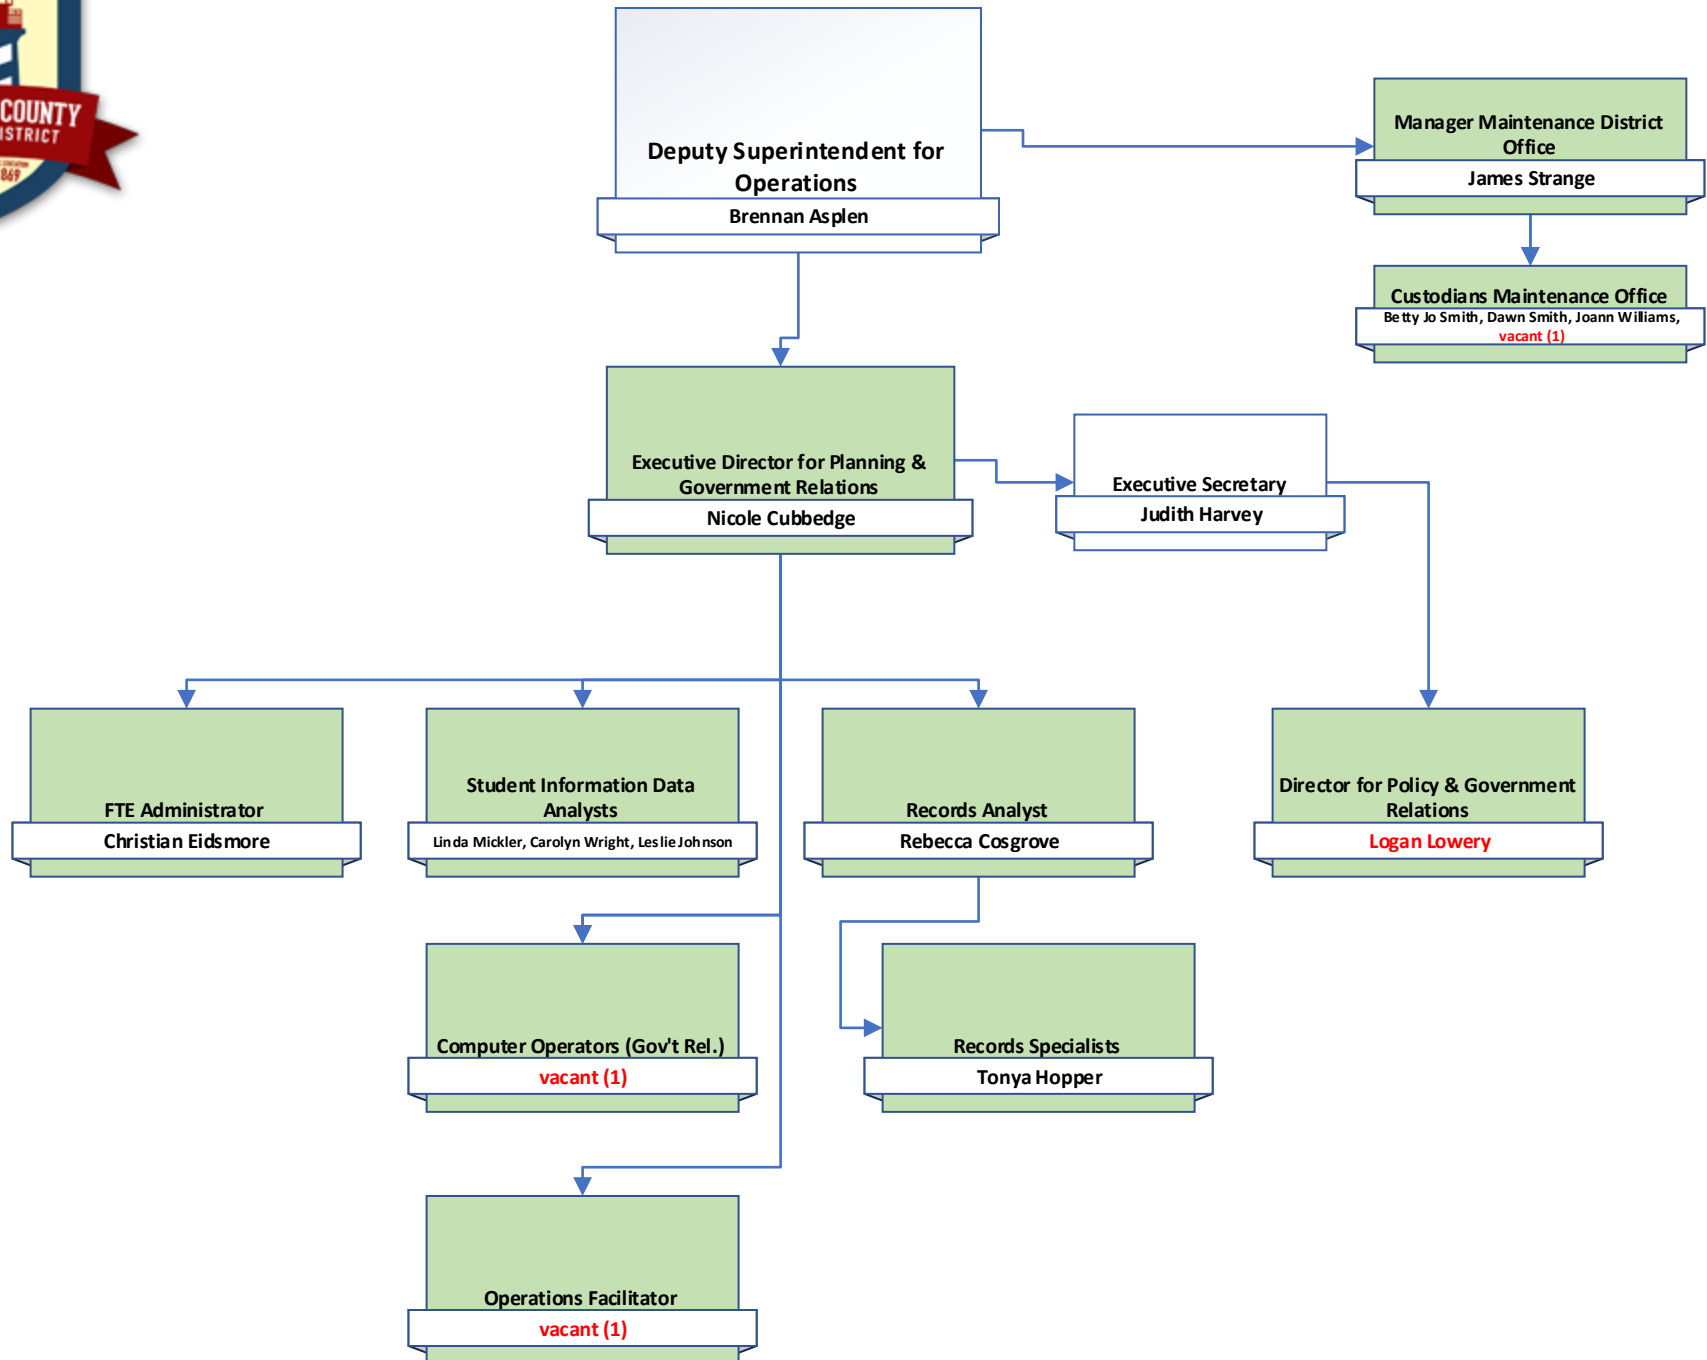 COUNTY
ISTRICT
869
Deputy Superintendent for
Operations
Brennan Asplen
Manager Maintenance District
Office
James Strange
Custodians Maintenance Office
Betty Jo Smith, Dawn Smith, Joann Williams,
vacant (1)
Executive Director for Planning &
Government Relations
Nicole Cubbedge
Executive Secretary
Judith Harvey
FTE Administrator
Christian Eidsmore
Student Information Data
Analysts
Linda Mickler, Carolyn Wright, Leslie Johnson
Records Analyst
Rebecca Cosgrove
Director for Policy & Government
Relations
Logan Lowery
Computer Operators (Gov't Rel.)
vacant (1)
Records Specialists
Tonya Hopper
Operations Facilitator
vacant (1)